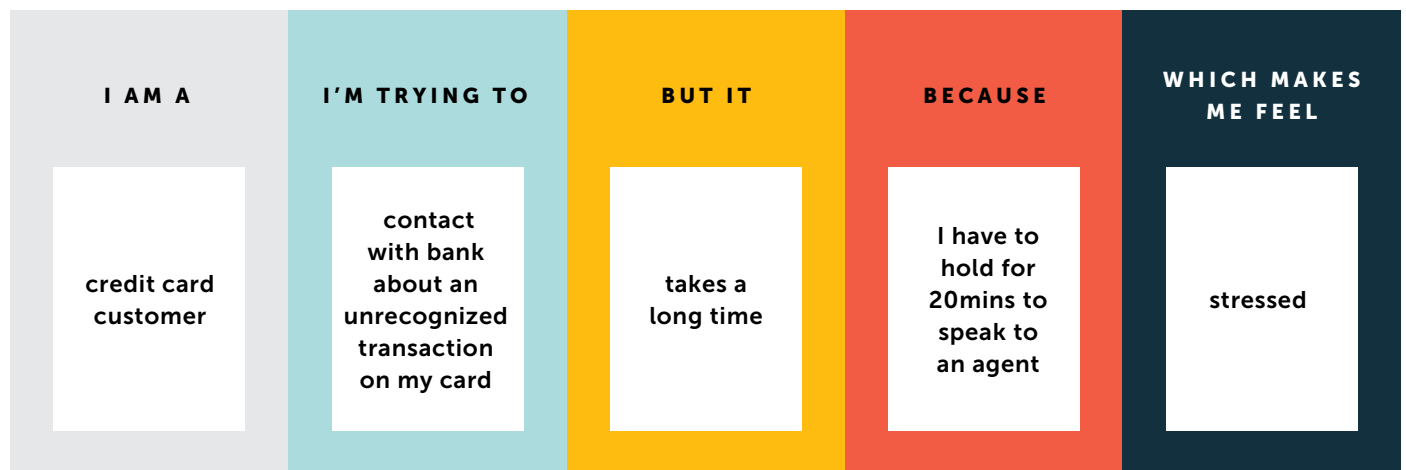 I AM A
credit card
customer
I’M TRYING TO
contact
with bank
about an
unrecognized
transaction
on my card
BUT IT
takes a
long time
BECAUSE
I have to
hold for
20mins to
speak to
an agent
WHICH MAKES
ME FEEL
stressed